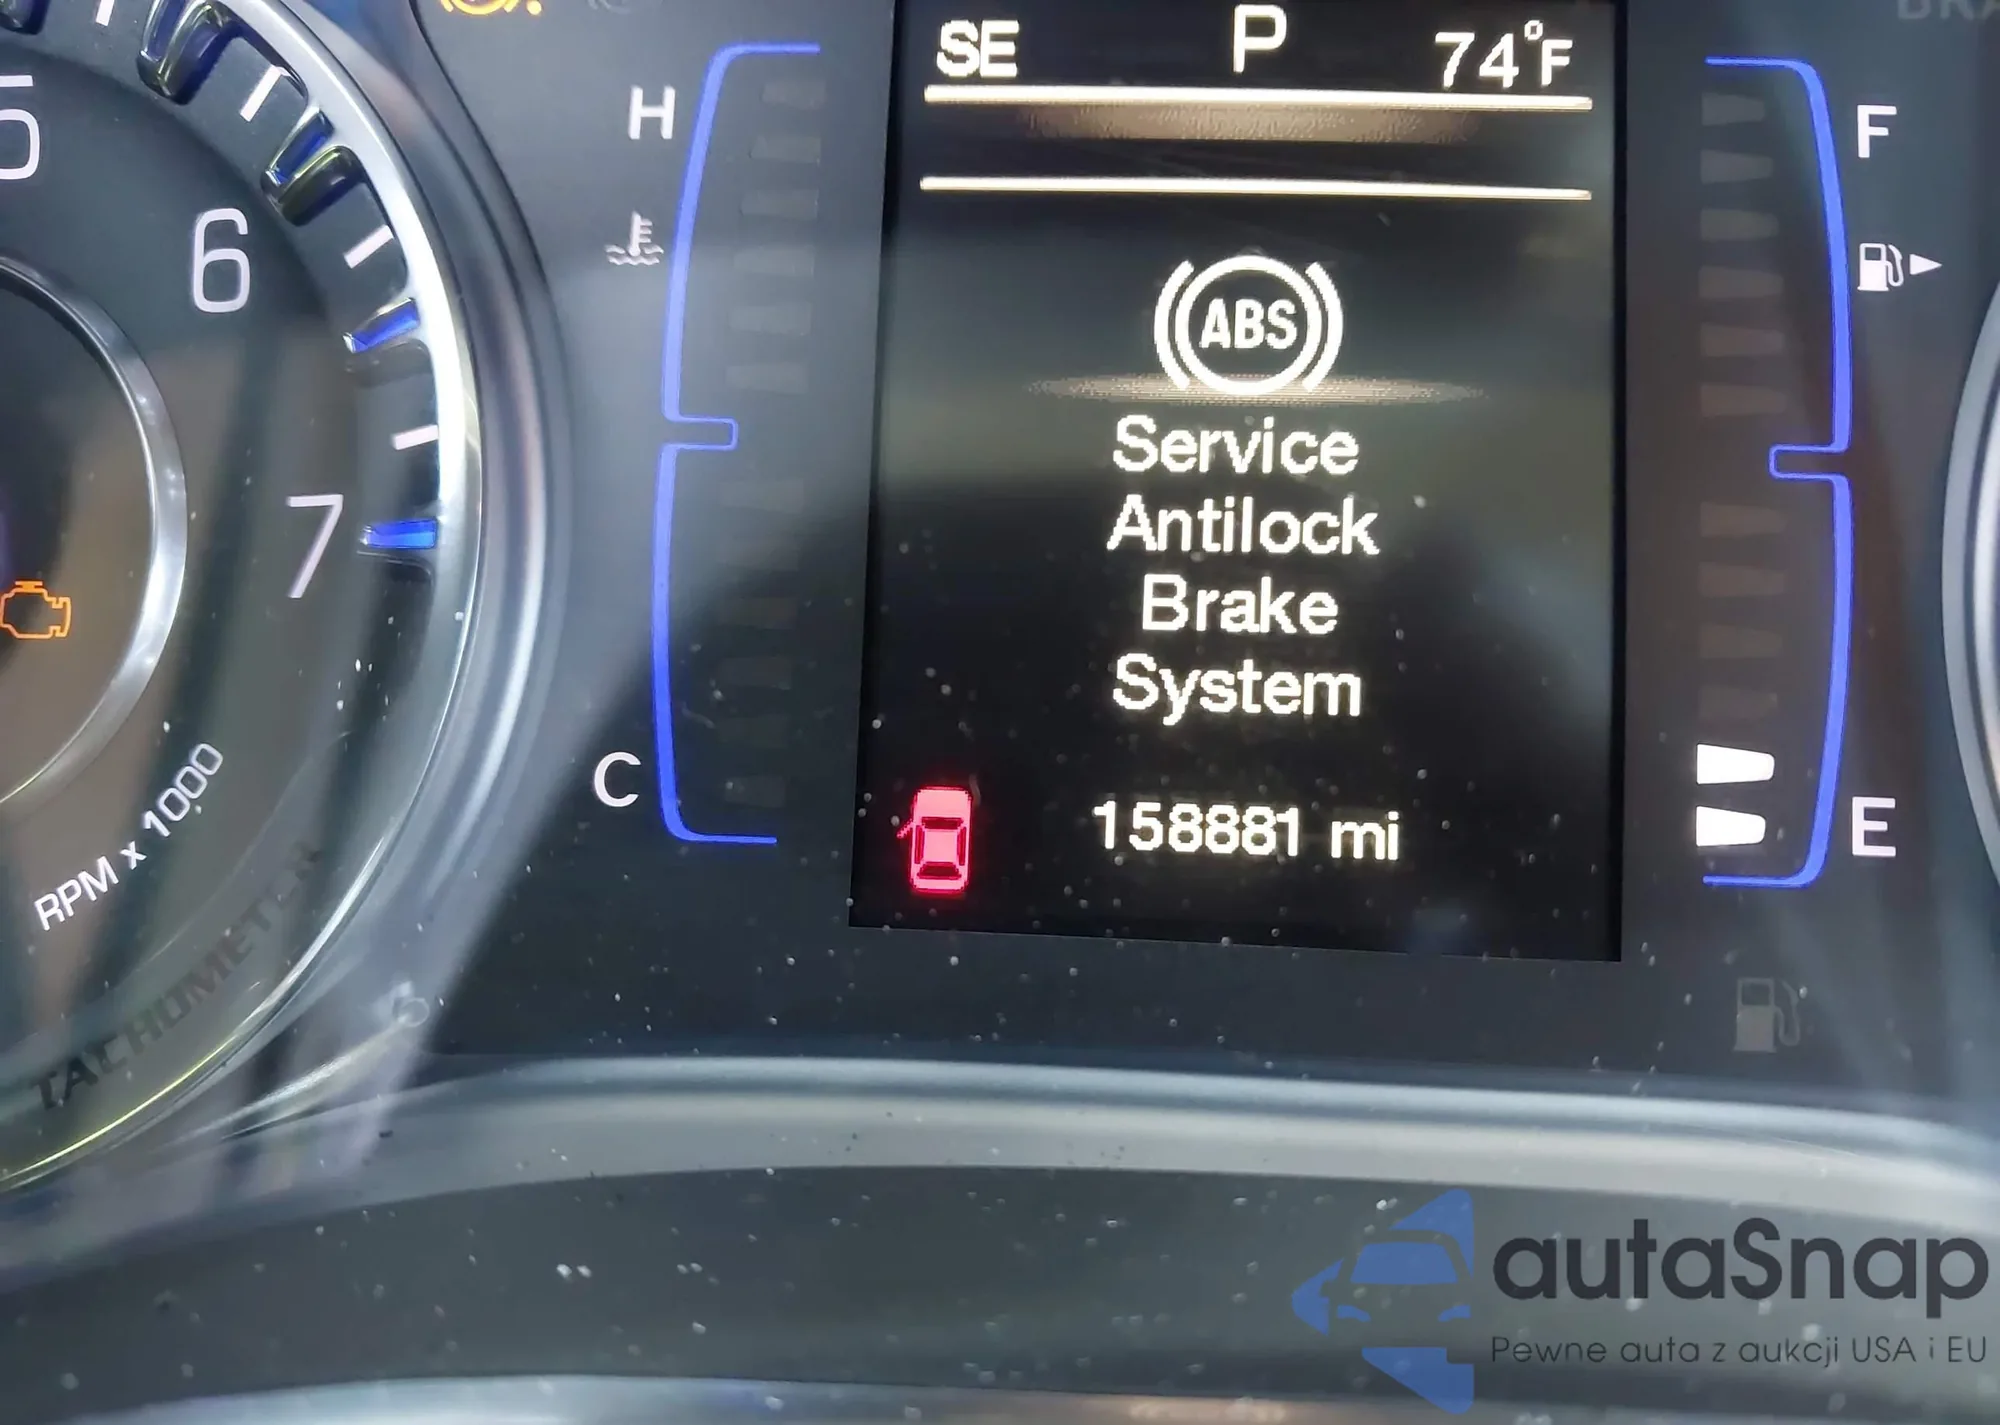 SE P 74°F
5
H
F
ABS
6
Service
Antilock
7
Brake
System
C
158881 mi
E
RPM x 1000
TACHOMETER
autaSnap
Pewne auta z aukcji USA i EU